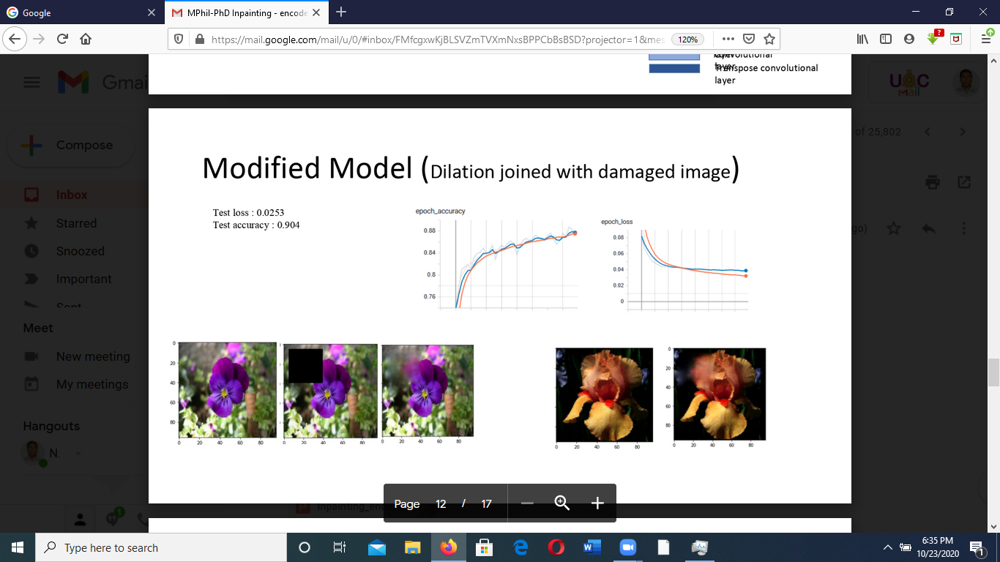 Google
MPhil-PhD Inpainting - encode
https://mail.google.com/mail/u/0/#inbox/FMfcgxwKjBLSVZmTVXmNxsBPPCbBsBSD?projector=1&mes
120%
Gmai
Compose
Inbox
Starred
Snoozed
Important
Sent
Meet
New meeting
My meetings
Hangouts
N.
1
convolutional
layer
Transpose convolutional
layer
UOC
Mail
of 25,802
go)
Modified Model (Dilation joined with damaged image)
Test loss : 0.0253
Test accuracy : 0.904
epoch_accuracy
0.88
0.84
0.8
0.76
epoch_loss
0.08
0.06
0.04
0.02
0
0
20
40
60
80
0 20 40 60 80
0 20 40 60 80
0 20 40 60 80
0 20 40 60 80
0
20
40
60
80
0 20 40 60 80
Page 12 / 17
Type here to search
6:35 PM
10/23/2020
1